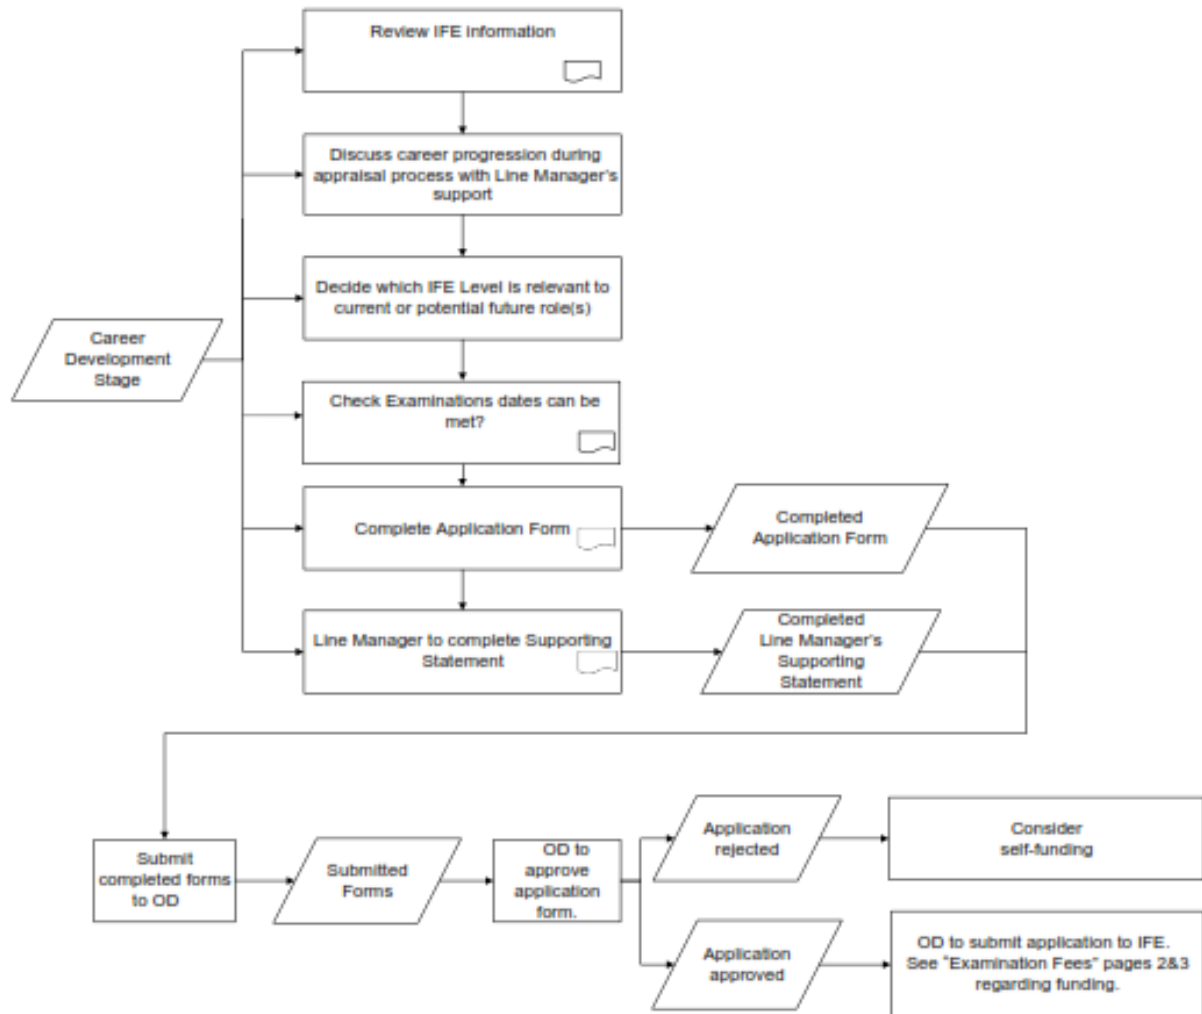 Review IFE Information
Discuss career progression during
appraisal process with Line Manager's
support
Decide which IFE Level is relevant to
current or potential future role(s)
Career
Development
Stage
Check Examinations dates can be
met?
Complete Application Form
Completed
Application Form
Line Manager to complete Supporting
Statement
Completed
Line Manager's
Supporting
Statement
Submit
completed forms
to OD
Submitted
Forms
OD to
approve
application
form.
Application
rejected
Consider
self-funding
Application
approved
OD to submit application to IFE.
See "Examination Fees" pages 2&3
regarding funding.